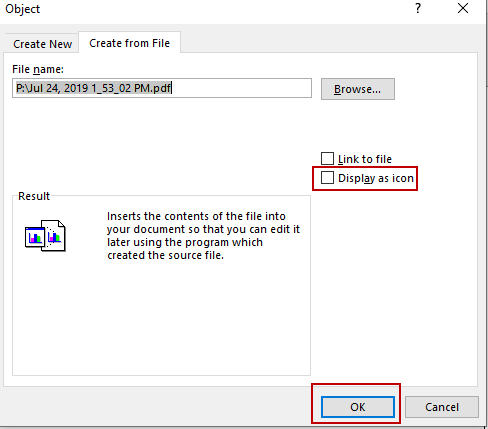 Object
?
Create New
Create from File
File name:
P:\Jul 24, 2019 1_53_02 PM.pdf
Browse...
Link to file
Display as icon
Result
Inserts the contents of the file into
your document so that you can edit it
later using the program which
created the source file.
OK
Cancel